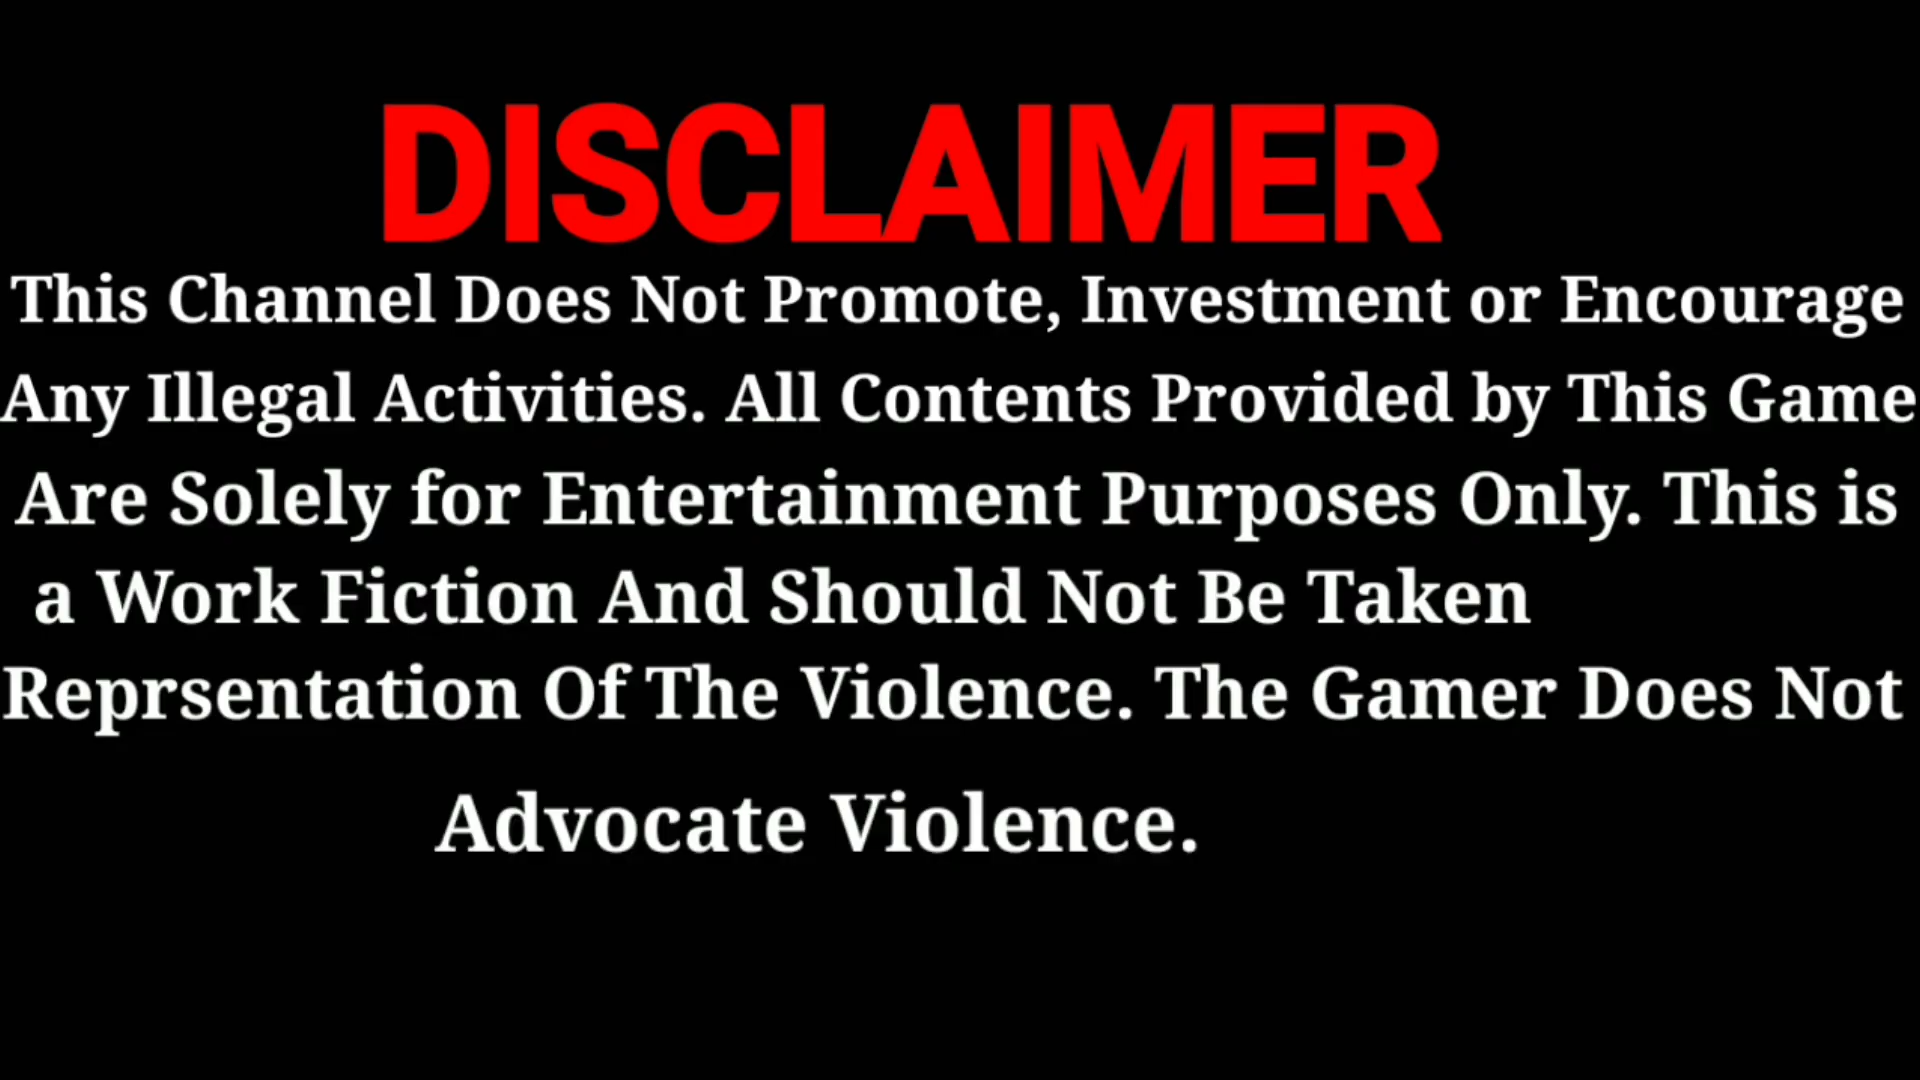 DISCLAIMER
This Channel Does Not Promote, Investment or Encourage
Any Illegal Activities. All Contents Provided by This Game
Are Solely for Entertainment Purposes Only. This is
a Work Fiction And Should Not Be Taken
Reprsentation Of The Violence. The Gamer Does Not
Advocate Violence.